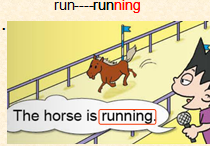 run----running
The horse is running.